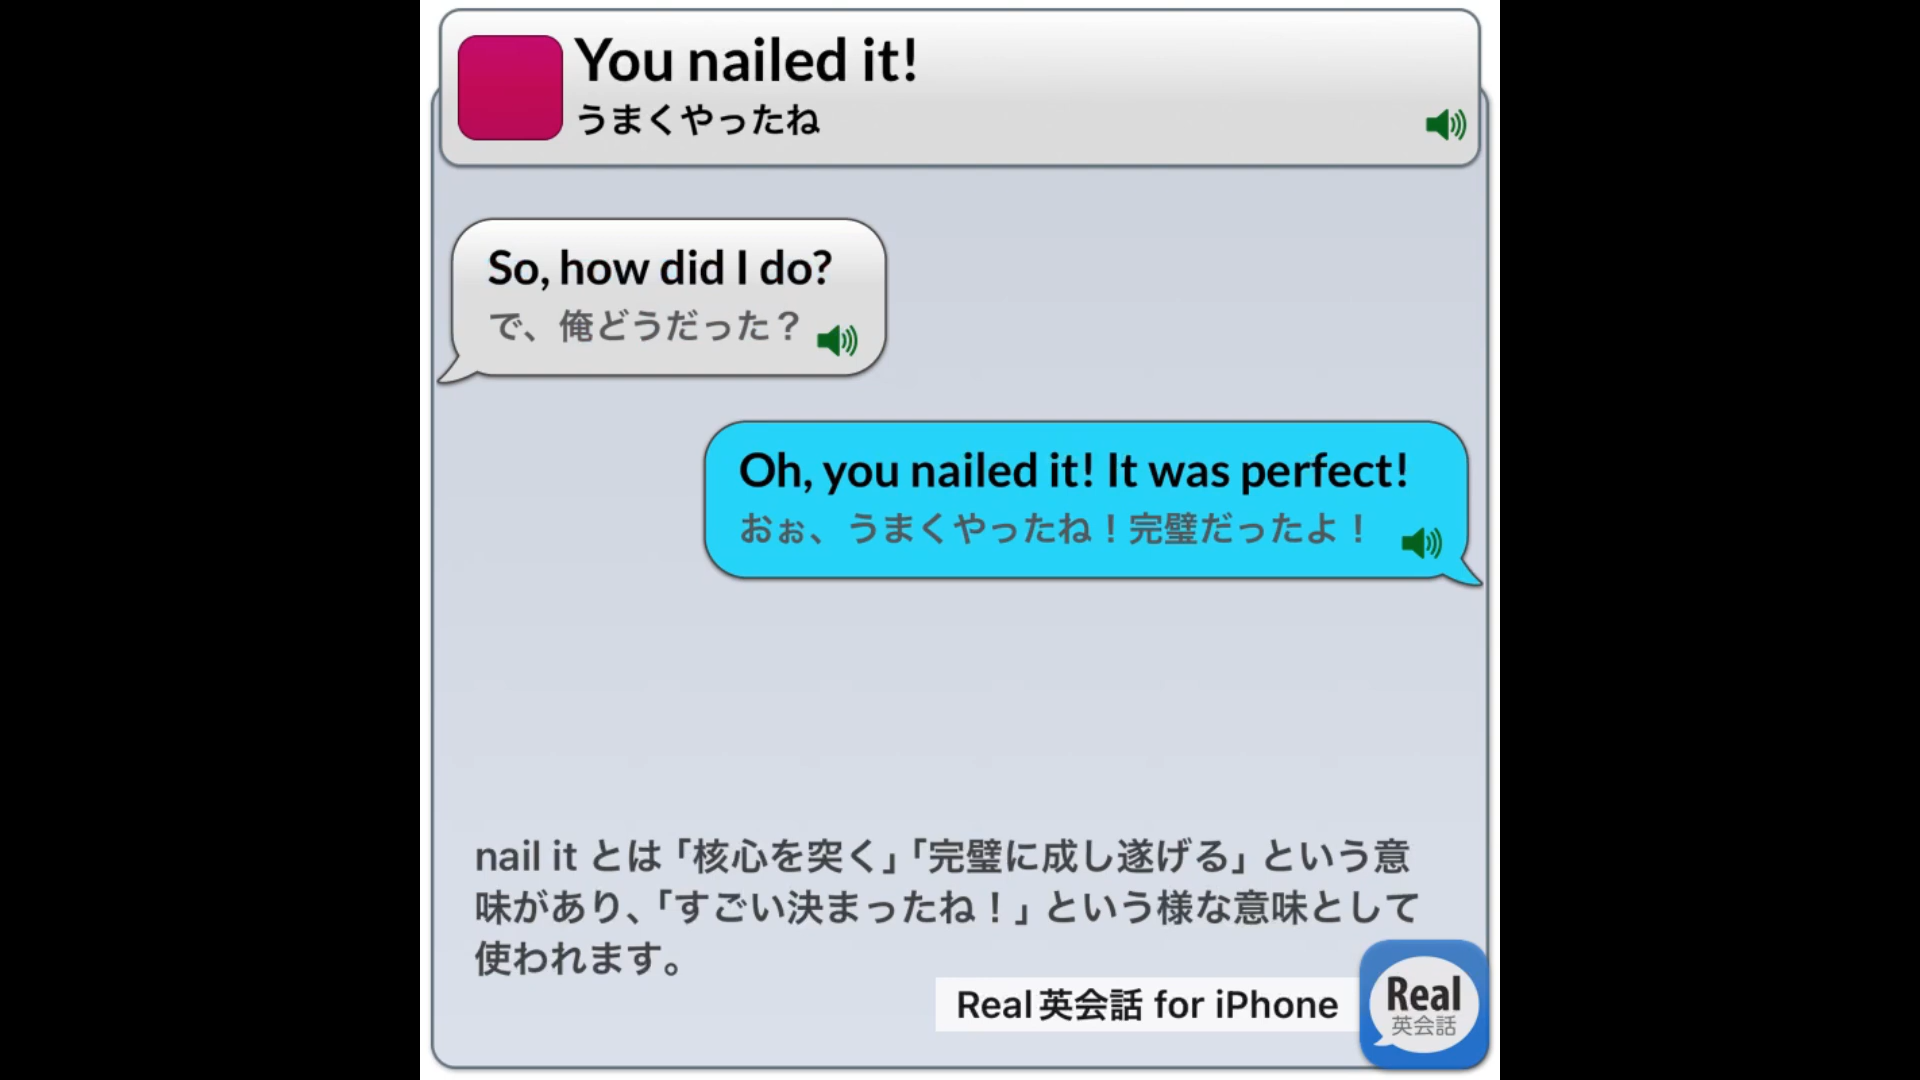 You nailed it!
うまくやったね
So, how did I do?
で、俺どうだった？
Oh, you nailed it! It was perfect!
おぉ、うまくやったね！完璧だったよ！
nail it とは「核心を突く」「完璧に成し遂げる」という意
味があり、「すごい決まったね！」という様な意味として
使われます。
Real英会話 for iPhone
Real
英会話